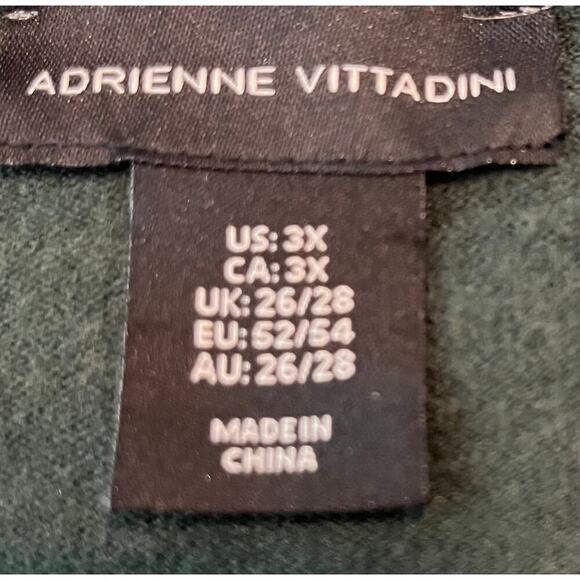 ADRIENNE VITTADINI
US: 3X
CA: 3X
UK: 26/28
EU: 52/54
AU: 26/28
MADE IN
CHINA